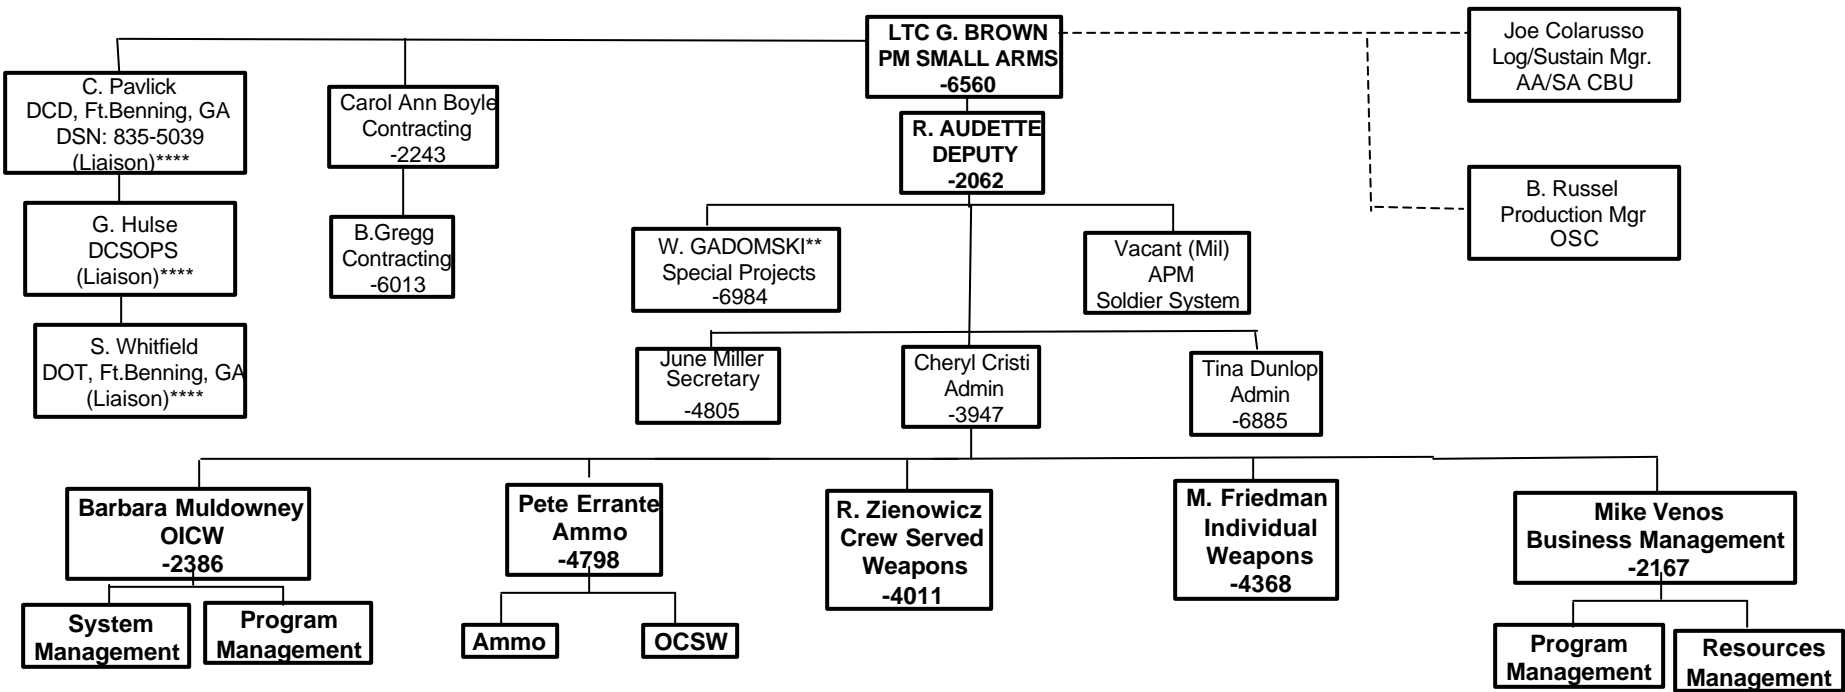 LTC G. BROWN
PM SMALL ARMS
-6560
Joe Colarusso
Log/Sustain Mgr.
AA/SA CBU
C. Pavlick
DCD, Ft.Benning, GA
DSN: 835-5039
(Liaison)****
Carol Ann Boyle
Contracting
-2243
R. AUDETTE
DEPUTY
-2062
B. Russel
Production Mgr
OSC
G. Hulse
DCSOPS
(Liaison)****
B.Gregg
Contracting
-6013
W. GADOMSKI**
Special Projects
-6984
Vacant (Mil)
APM
Soldier System
S. Whitfield
DOT, Ft.Benning, GA
(Liaison)****
June Miller
Secretary
-4805
Cheryl Cristi
Admin
-3947
Tina Dunlop
Admin
-6885
Barbara Muldowney
OICW
-2386
Pete Errante
Ammo
-4798
R. Zienowicz
Crew Served
Weapons
-4011
M. Friedman
Individual
Weapons
-4368
Mike Venos
Business Management
-2167
System
Management
Program
Management
Ammo
OCSW
Program
Management
Resources
Management